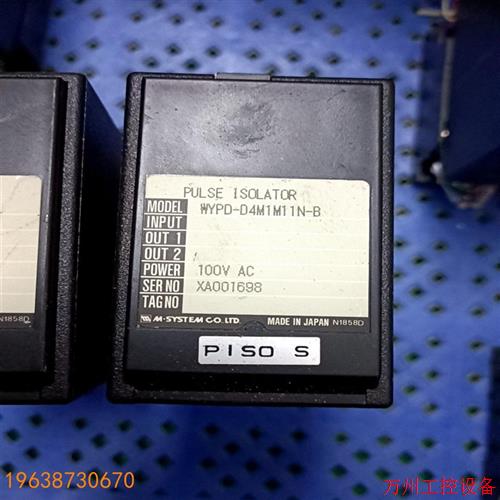 PULSE ISOLATOR
MODEL WYPD-D4M1M11N-B
INPUT
OUT 1
OUT 2
POWER 100V AC
SER NO XA001698
TAG NO
M-SYSTEM CO., LTD. MADE IN JAPAN N1858D
PISO S
N1858D
19638730670
万州工控设备